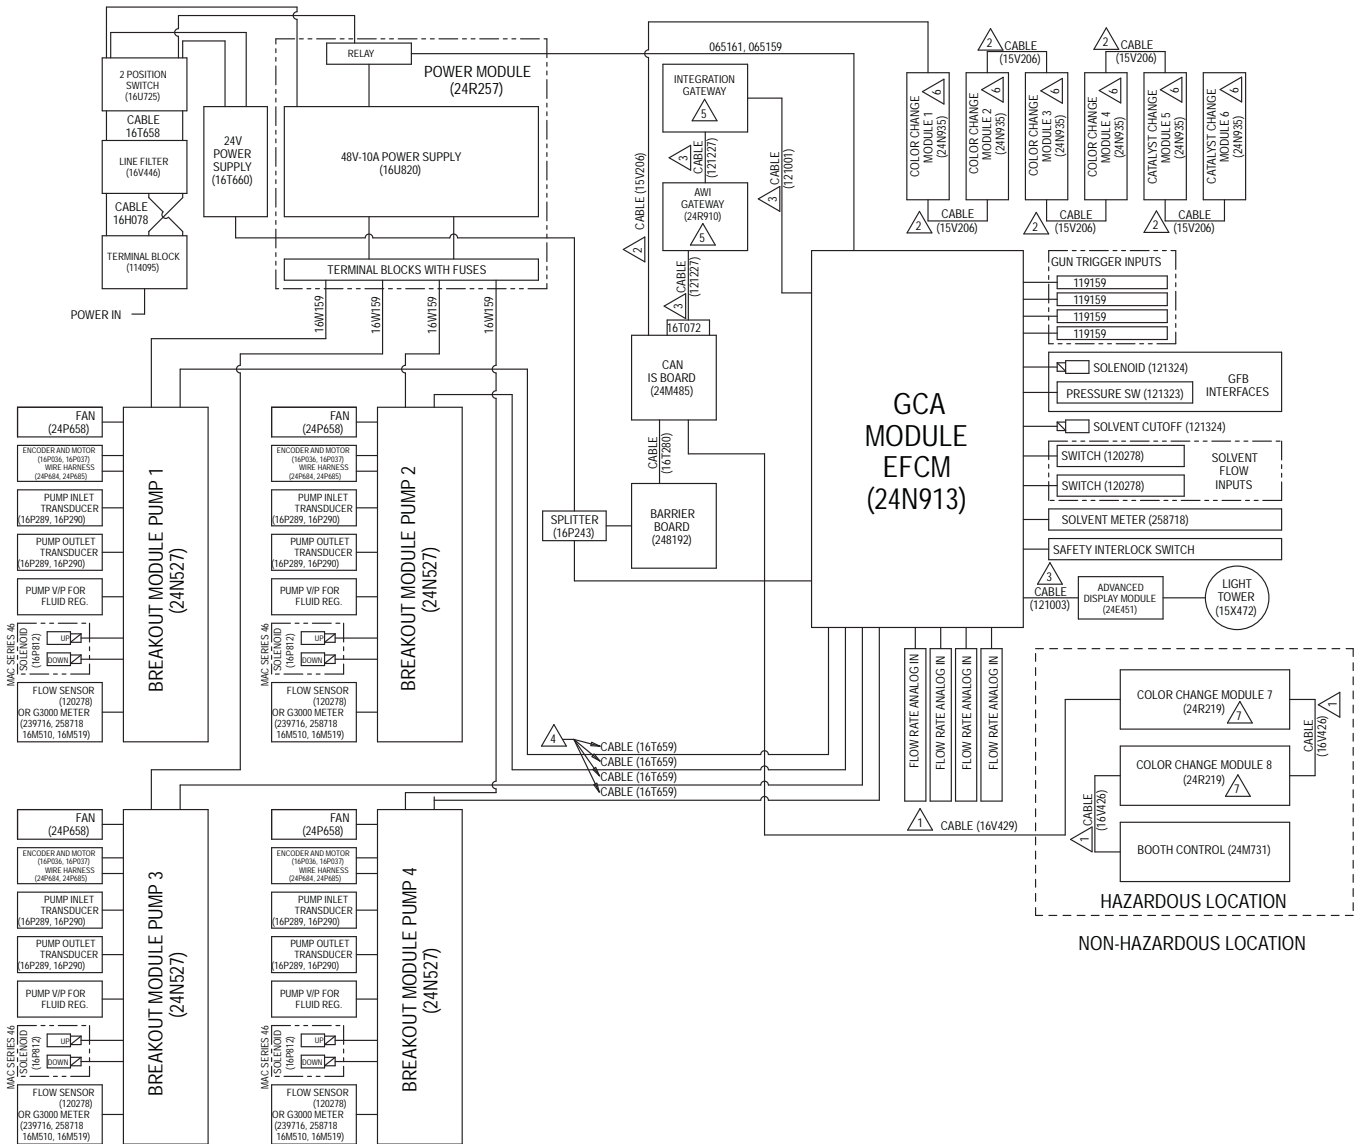 RELAY
POWER MODULE
(24R257)
2 POSITION
SWITCH
(16U725)
CABLE
16T658
LINE FILTER
(16V446)
CABLE
16H078
TERMINAL BLOCK
(114095)
POWER IN
24V
POWER
SUPPLY
(16T660)
48V-10A POWER SUPPLY
(16U820)
TERMINAL BLOCKS WITH FUSES
16W159
16W159
16W159
16W159
065161, 065159
INTEGRATION
GATEWAY
5
3
CABLE
(121227)
AWI
GATEWAY
(24R910)
5
3
CABLE
(121227)
3
CABLE
(121001)
2
CABLE (15V206)
16T072
CAN
IS BOARD
(24M485)
CABLE
(16T280)
SPLITTER
(16P243)
BARRIER
BOARD
(248192)
2
CABLE
(15V206)
2
CABLE
(15V206)
COLOR CHANGE
MODULE 1
(24N935)
6
COLOR CHANGE
MODULE 2
(24N935)
6
COLOR CHANGE
MODULE 3
(24N935)
6
COLOR CHANGE
MODULE 4
(24N935)
6
CATALYST CHANGE
MODULE 5
(24N935)
6
CATALYST CHANGE
MODULE 6
(24N935)
6
2
CABLE
(15V206)
2
CABLE
(15V206)
2
CABLE
(15V206)
GCA
MODULE
EFCM
(24N913)
GUN TRIGGER INPUTS
119159
119159
119159
119159
SOLENOID (121324)
PRESSURE SW (121323)
GFB
INTERFACES
SOLVENT CUTOFF (121324)
SWITCH (120278)
SWITCH (120278)
SOLVENT
FLOW
INPUTS
SOLVENT METER (258718)
SAFETY INTERLOCK SWITCH
3
CABLE
(121003)
ADVANCED
DISPLAY MODULE
(24E451)
LIGHT
TOWER
(15X472)
FLOW RATE ANALOG IN
FLOW RATE ANALOG IN
FLOW RATE ANALOG IN
FLOW RATE ANALOG IN
4
CABLE (16T659)
CABLE (16T659)
CABLE (16T659)
CABLE (16T659)
1
CABLE (16V429)
COLOR CHANGE MODULE 7
(24R219)
7
1
CABLE
(16V426)
COLOR CHANGE MODULE 8
(24R219)
7
1
CABLE
(16V426)
BOOTH CONTROL (24M731)
HAZARDOUS LOCATION
NON-HAZARDOUS LOCATION
FAN
(24P658)
ENCODER AND MOTOR
(16P036, 16P037)
WIRE HARNESS
(24P684, 24P685)
PUMP INLET
TRANSDUCER
(16P289, 16P290)
PUMP OUTLET
TRANSDUCER
(16P289, 16P290)
PUMP V/P FOR
FLUID REG.
MAC SERIES 46
SOLENOID
(16P812)
UP
DOWN
FLOW SENSOR
(120278)
OR G3000 METER
(239716, 258718
16M510, 16M519)
BREAKOUT MODULE PUMP 1
(24N527)
FAN
(24P658)
ENCODER AND MOTOR
(16P036, 16P037)
WIRE HARNESS
(24P684, 24P685)
PUMP INLET
TRANSDUCER
(16P289, 16P290)
PUMP OUTLET
TRANSDUCER
(16P289, 16P290)
PUMP V/P FOR
FLUID REG.
MAC SERIES 46
SOLENOID
(16P812)
UP
DOWN
FLOW SENSOR
(120278)
OR G3000 METER
(239716, 258718
16M510, 16M519)
BREAKOUT MODULE PUMP 2
(24N527)
FAN
(24P658)
ENCODER AND MOTOR
(16P036, 16P037)
WIRE HARNESS
(24P684, 24P685)
PUMP INLET
TRANSDUCER
(16P289, 16P290)
PUMP OUTLET
TRANSDUCER
(16P289, 16P290)
PUMP V/P FOR
FLUID REG.
MAC SERIES 46
SOLENOID
(16P812)
UP
DOWN
FLOW SENSOR
(120278)
OR G3000 METER
(239716, 258718
16M510, 16M519)
BREAKOUT MODULE PUMP 3
(24N527)
FAN
(24P658)
ENCODER AND MOTOR
(16P036, 16P037)
WIRE HARNESS
(24P684, 24P685)
PUMP INLET
TRANSDUCER
(16P289, 16P290)
PUMP OUTLET
TRANSDUCER
(16P289, 16P290)
PUMP V/P FOR
FLUID REG.
MAC SERIES 46
SOLENOID
(16P812)
UP
DOWN
FLOW SENSOR
(120278)
OR G3000 METER
(239716, 258718
16M510, 16M519)
BREAKOUT MODULE PUMP 4
(24N527)